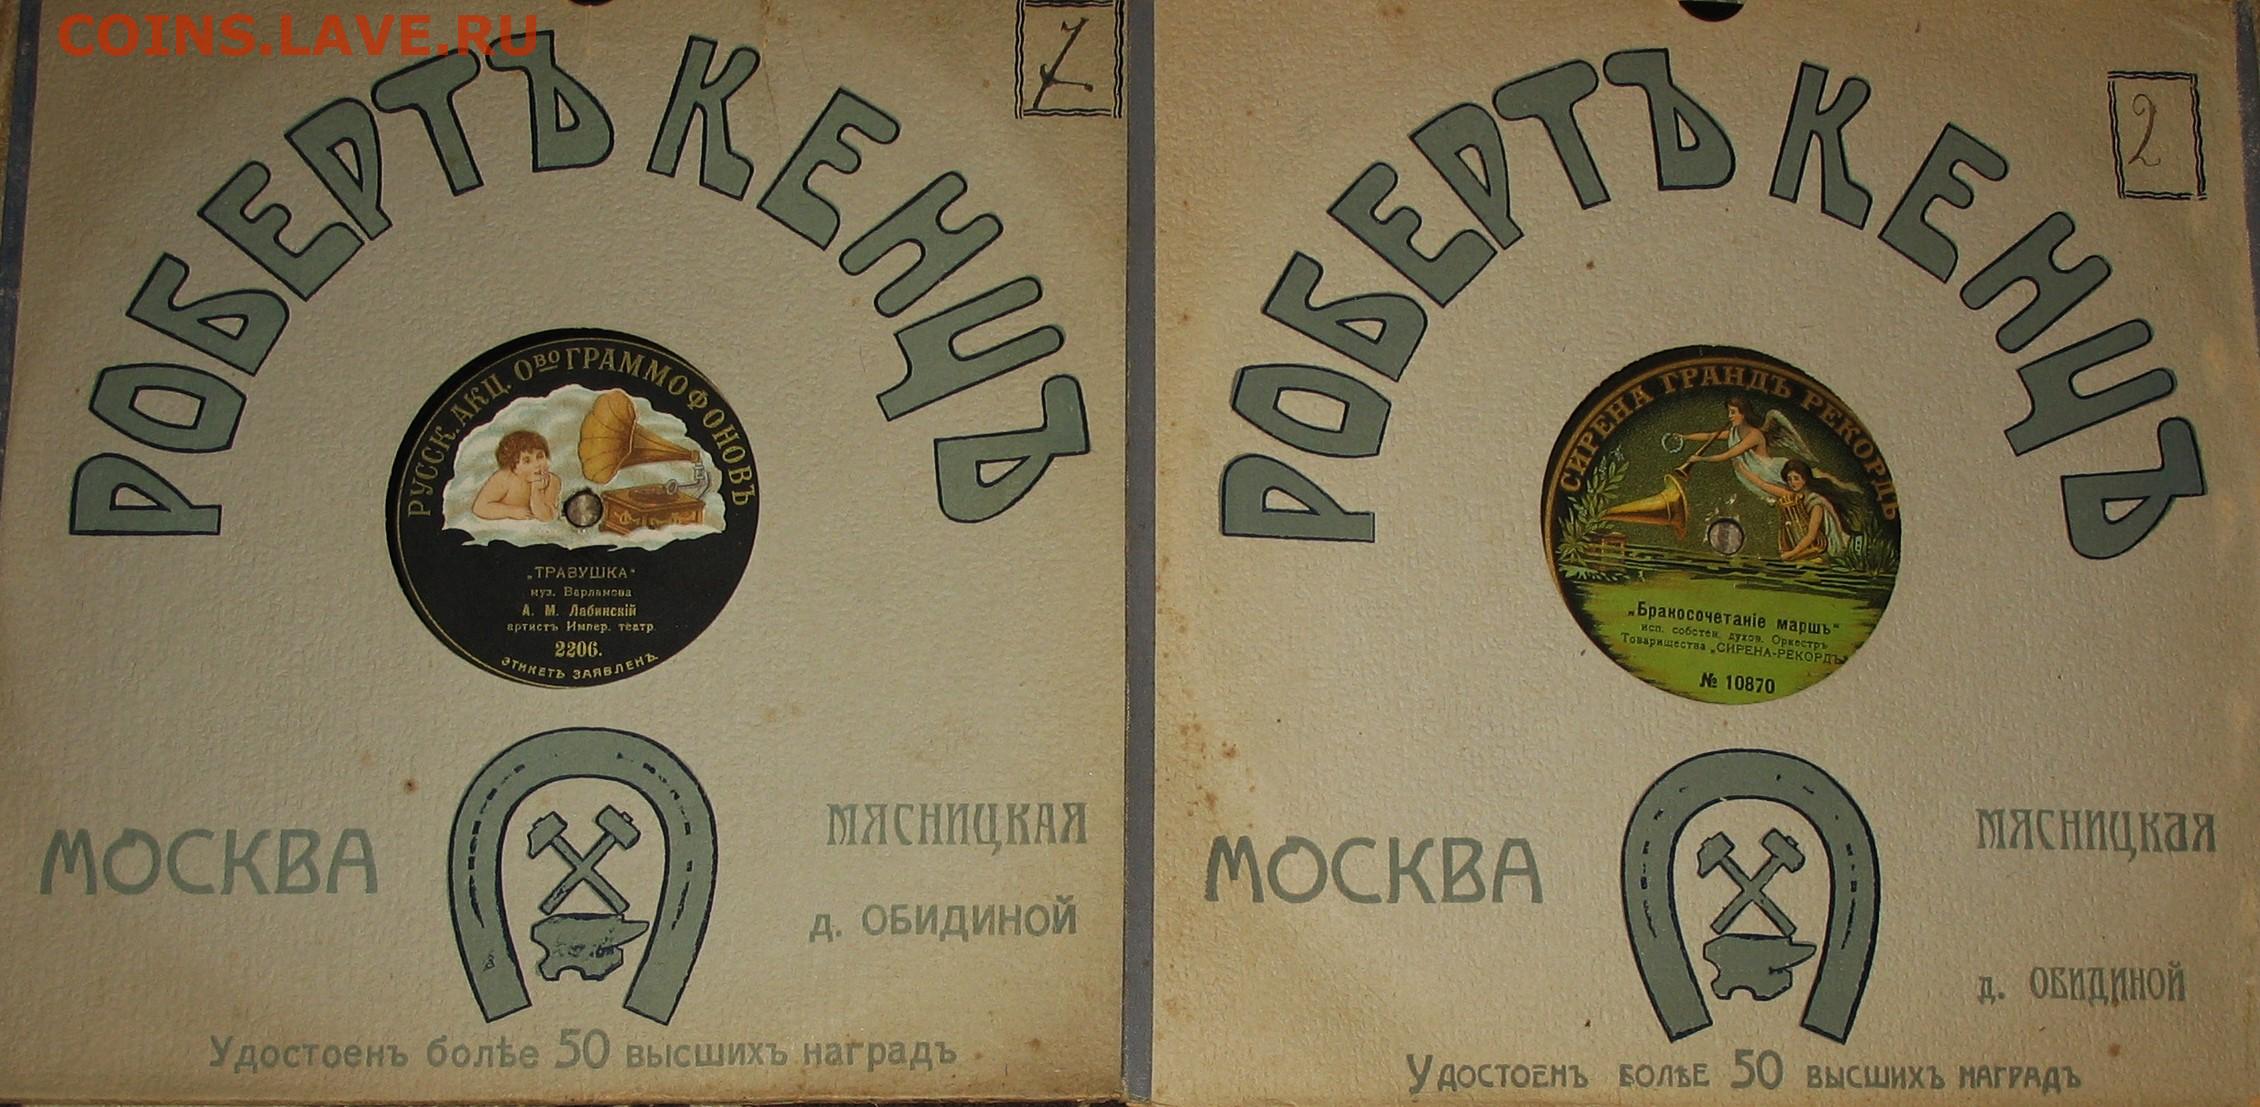 COINS.LAVE.RU
7
РОБЕРТЪ КЕНЦЪ
РУССК. АКЦ. ОВО ГРАММОФОНОВЪ
„ТРАВУШКА“
муз. Варламова
А. М. Лабинскій
артистъ Импер. театр.
2206.
ЭТИКЕТЪ ЗАЯВЛЕНЪ
МОСКВА
МЯСНИЦКАЯ
д. ОБИДИНОЙ
Удостоенъ болѣе 50 высшихъ наградъ
2
РОБЕРТЪ КЕНЦЪ
СИРЕНА ГРАНДЪ РЕКОРДЪ
„Бракосочетаніе маршъ“
исп. собствен. духов. Оркестръ
Товарищества „СИРЕНА-РЕКОРДЪ“
№ 10870
МОСКВА
МЯСНИЦКАЯ
д. ОБИДИНОЙ
Удостоенъ болѣе 50 высшихъ наградъ